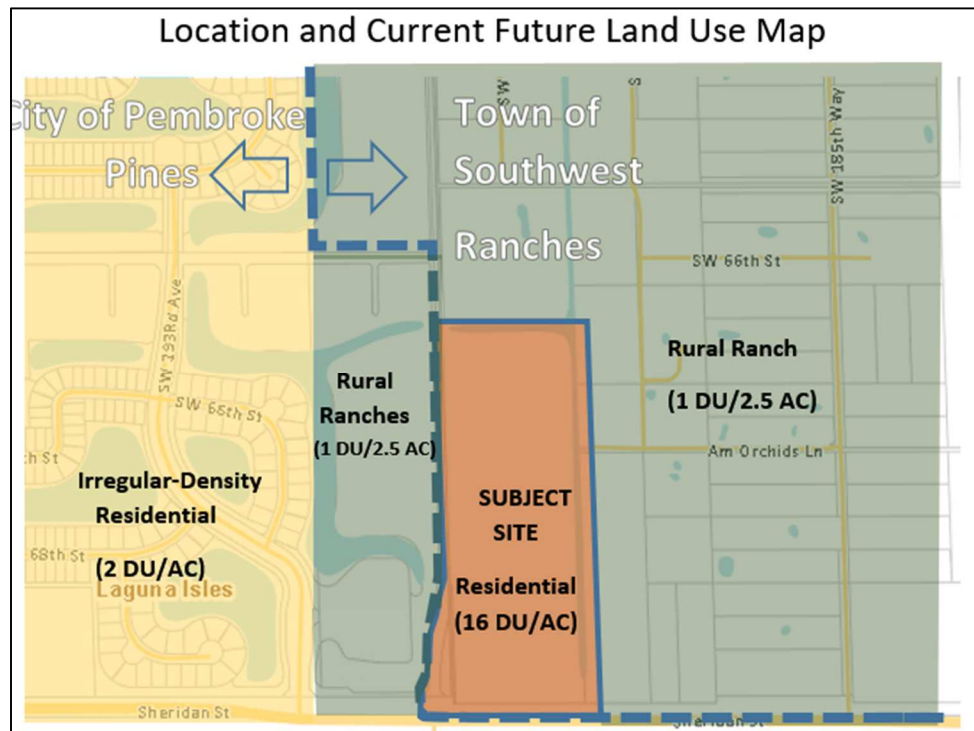 Location and Current Future Land Use Map
City of Pembroke
Pines
Town of
Southwest
Ranches
SW
S
SW 185th Way
SW 66th St
SW 193Rd Ave
SW 65th St
h St
68th St
Rural
Ranches
(1 DU/2.5 AC)
Rural Ranch
(1 DU/2.5 AC)
Am Orchids Ln
Irregular-Density
Residential
(2 DU/AC)
Laguna Isles
SUBJECT
SITE
Residential
(16 DU/AC)
Sheridan St
Sheridan St